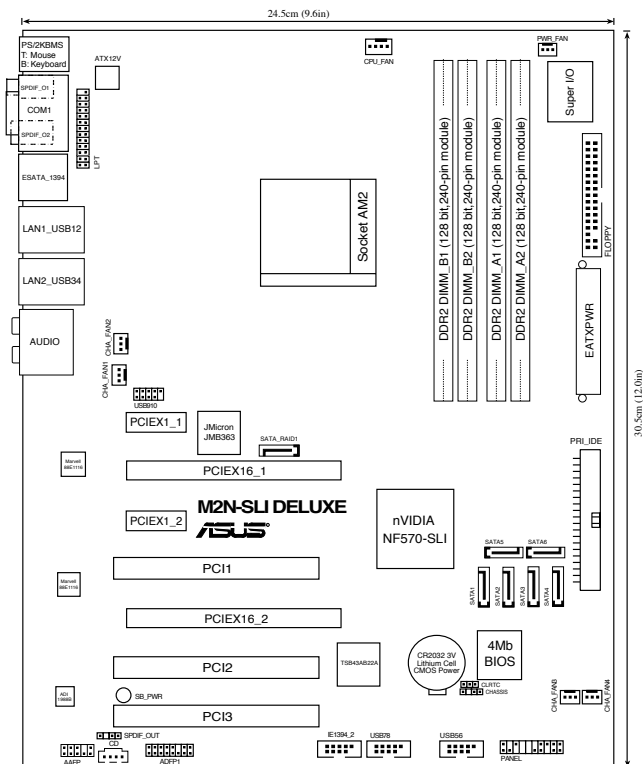 24.5cm (9.6in)
PS/2KBMS
T: Mouse
B: Keyboard
ATX12V
CPU_FAN
PWR_FAN
Super I/O
SPDIF_O1
COM1
SPDIF_O2
LPT
ESATA_1394
LAN1_USB12
LAN2_USB34
AUDIO
Socket AM2
DDR2 DIMM_B1 (128 bit,240-pin module)
DDR2 DIMM_B2 (128 bit,240-pin module)
DDR2 DIMM_A1 (128 bit,240-pin module)
DDR2 DIMM_A2 (128 bit,240-pin module)
FLOPPY
EATXPWR
30.5cm (12.0in)
CHA_FAN2
CHA_FAN1
USB910
PCIEX1_1
JMicron
JMB363
SATA_RAID1
PRI_IDE
Marvell
88E1116
PCIEX16_1
M2N-SLI DELUXE
ASUS
PCIEX1_2
nVIDIA
NF570-SLI
SATA5
SATA6
SATA1
SATA2
SATA3
SATA4
PCI1
Marvell
88E1116
PCIEX16_2
TSB43AB22A
CR2032 3V
Lithium Cell
CMOS Power
4Mb
BIOS
PCI2
CLRTC
CHASSIS
CHA_FAN3
CHA_FAN4
ADI
1988B
SB_PWR
PCI3
SPDIF_OUT
CD
AAFP
ADFP1
IE1394_2
USB78
USB56
PANEL